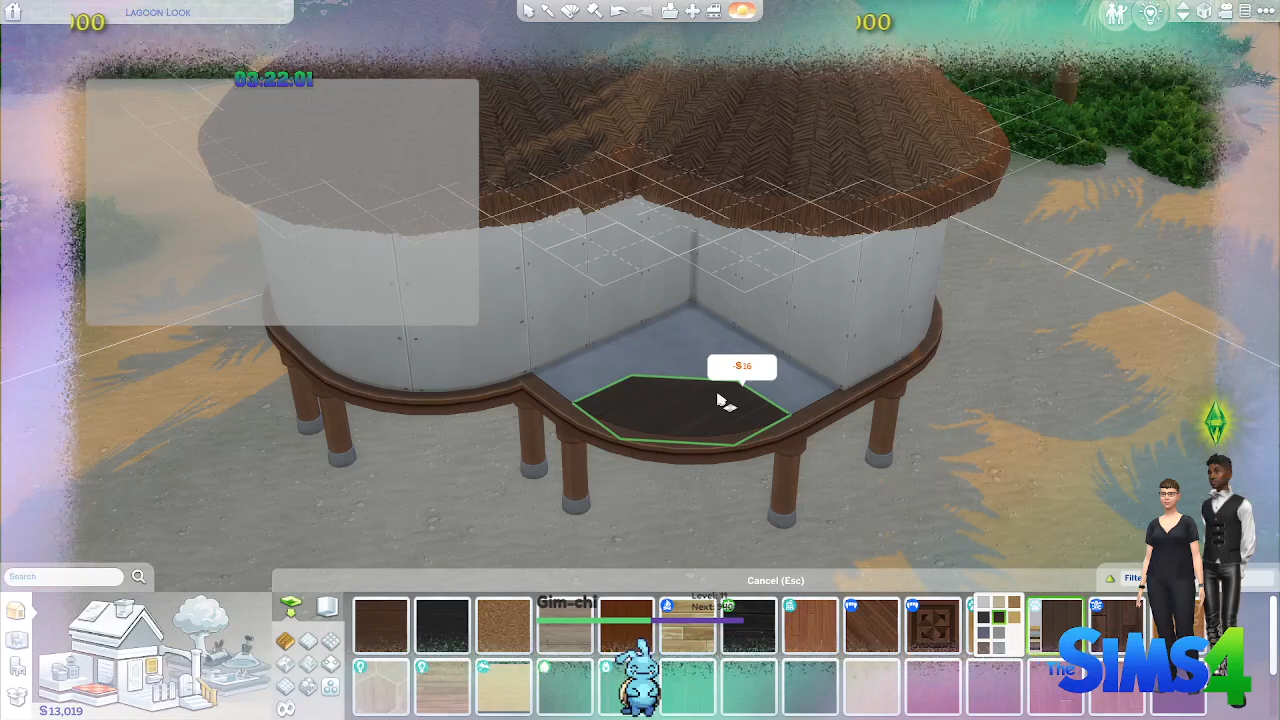 LAGOON LOOK
000
000
03:22:01
-§16
Search
Cancel (Esc)
Filte
Gim-chi
Level: 11
Next: 540
§13,019
The SIMS 4